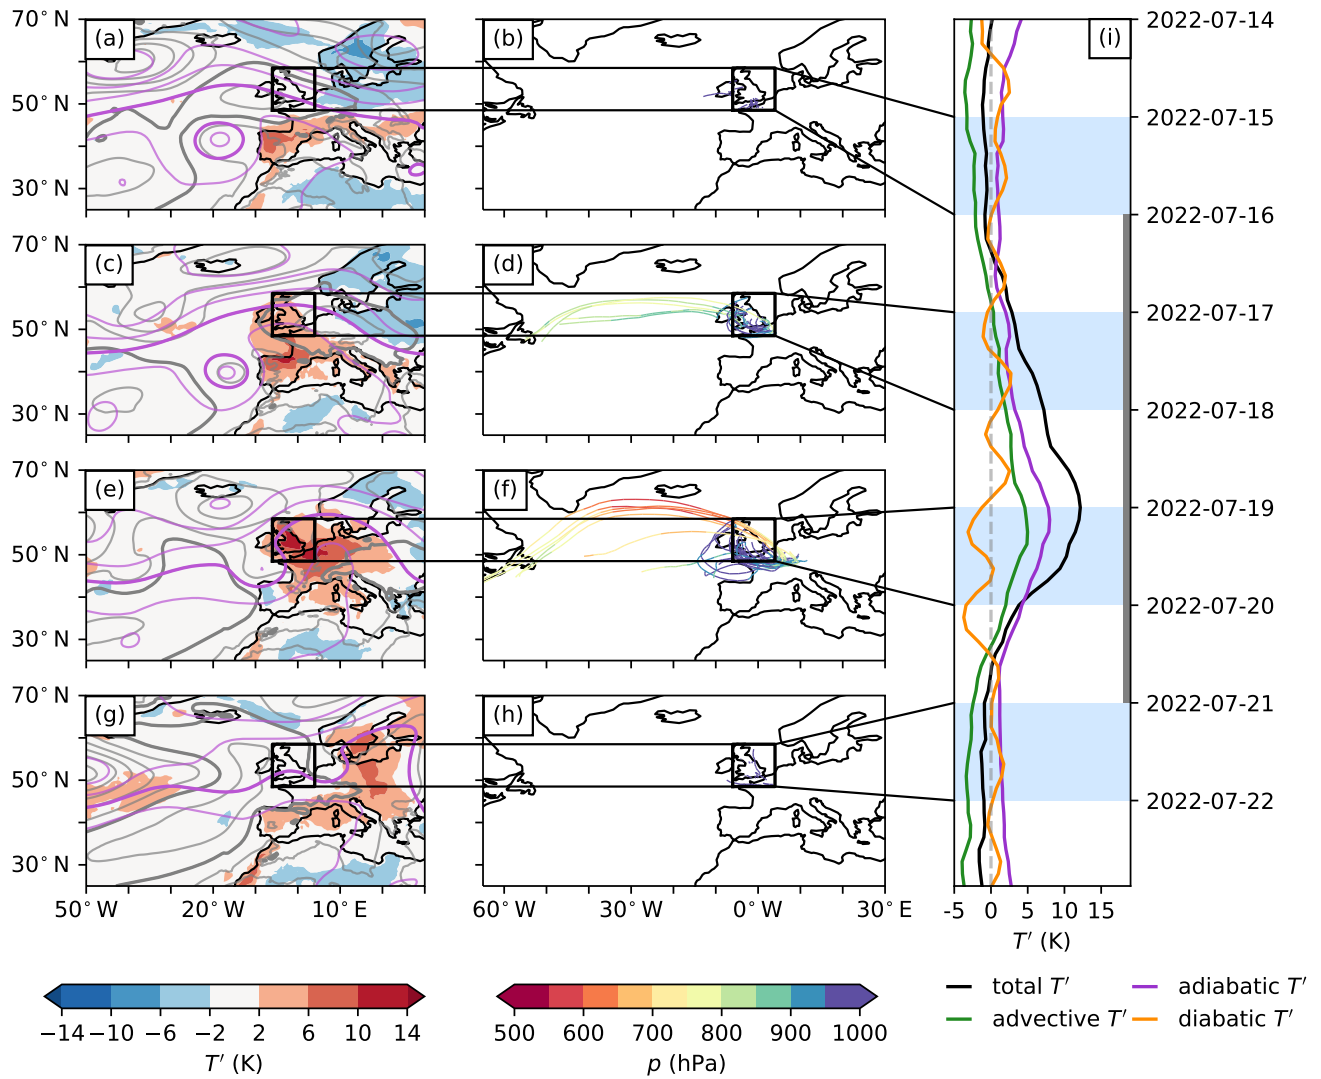 70° N
50° N
30° N
(a)
(b)
(i)
2022-07-14
2022-07-15
2022-07-16
70° N
50° N
30° N
(c)
(d)
2022-07-17
2022-07-18
70° N
50° N
30° N
(e)
(f)
2022-07-19
2022-07-20
70° N
50° N
30° N
(g)
(h)
2022-07-21
2022-07-22
50° W 20° W 10° E
60° W 0° W 30° E
-5 0 5 10 15
T′ (K)
−14 −10 −6 −2 2 6 10 14
T′ (K)
500 600 700 800 900 1000
p (hPa)
total T′
advective T′
adiabatic T′
diabatic T′